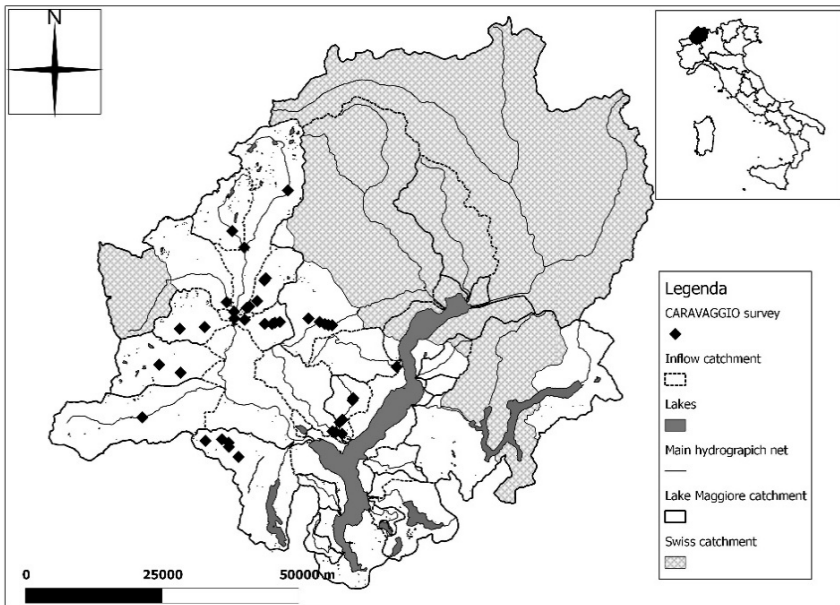 N
Legenda
CARAVAGGIO survey
Inflow catchment
Lakes
Main hydrograpich net
Lake Maggiore catchment
Swiss catchment
0 25000 50000 m